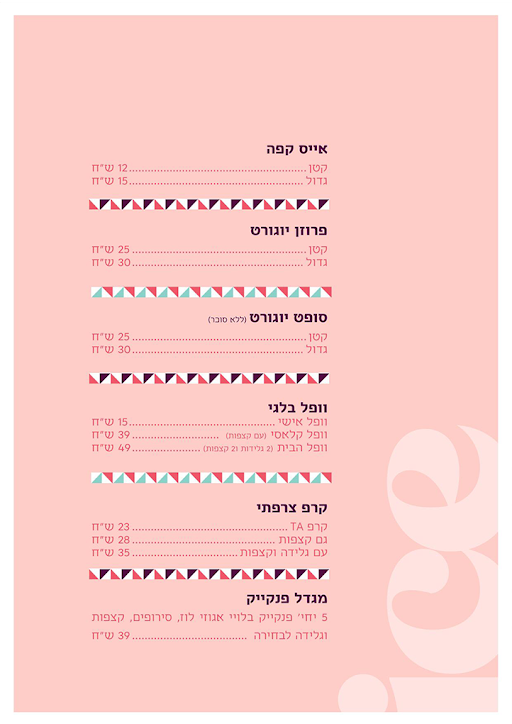 אייס קפה
קטן ........ 12 ש״ח
גדול ........ 15 ש״ח
פרוזן יוגורט
קטן ........ 25 ש״ח
גדול ........ 30 ש״ח
סופט יוגורט (ללא סוכר)
קטן ........ 25 ש״ח
גדול ........ 30 ש״ח
וופל בלגי
וופל אישי ........ 15 ש״ח
וופל קלאסי (עם קצפות) ........ 39 ש״ח
וופל הבית (2 גלידות ו2 קצפות) ........ 49 ש״ח
קרפ צרפתי
קרפ TA ........ 23 ש״ח
גם קצפות ........ 28 ש״ח
עם גלידה וקצפות ........ 35 ש״ח
מגדל פנקייק
5 יחי׳ פנקייק בלויי אגוזי לוז, סירופים, קצפות
וגלידה לבחירה ........ 39 ש״ח
ice